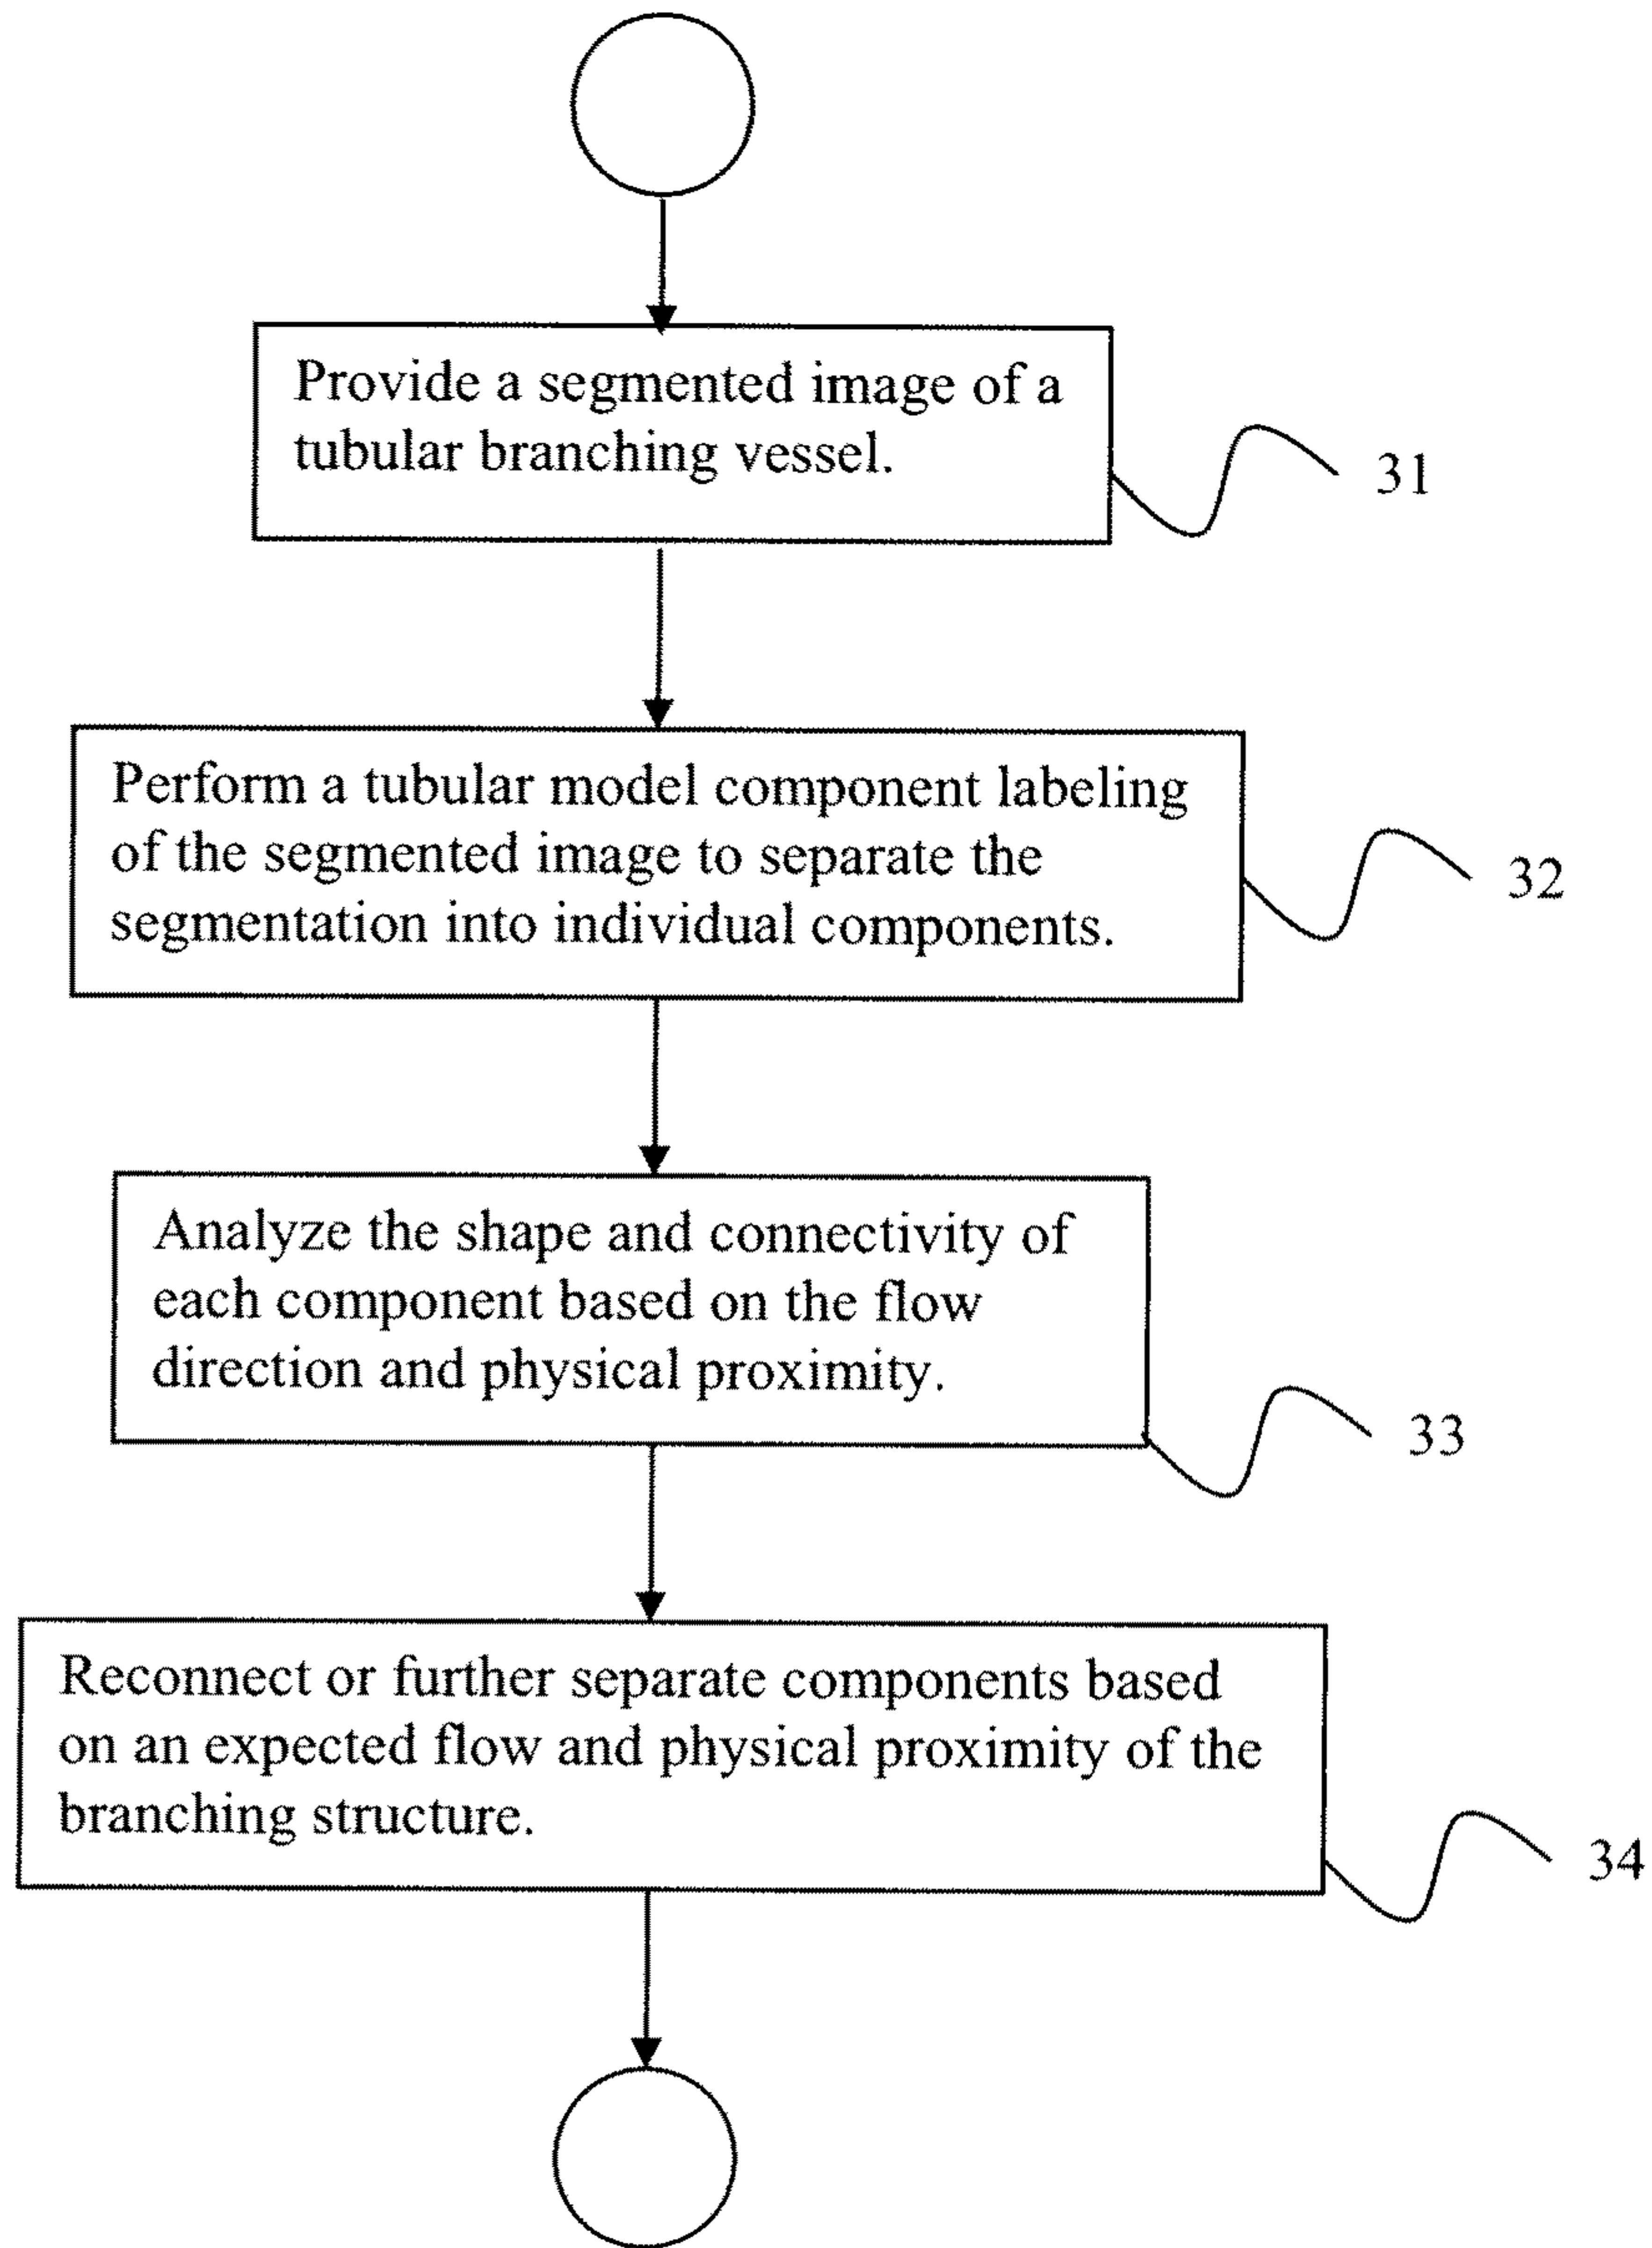 Provide a segmented image of a
tubular branching vessel.
31
Perform a tubular model component labeling
of the segmented image to separate the
segmentation into individual components.
32
Analyze the shape and connectivity of
each component based on the flow
direction and physical proximity.
33
Reconnect or further separate components based
on an expected flow and physical proximity of the
branching structure.
34